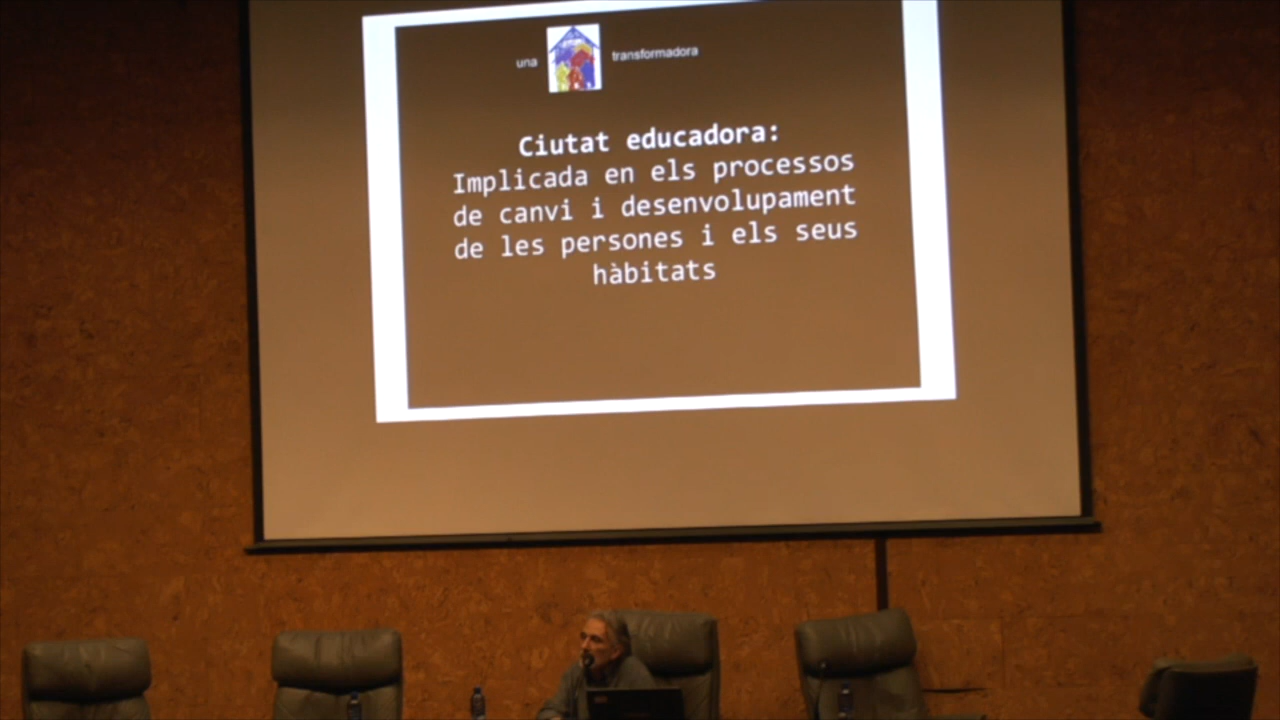 una transformadora
Ciutat educadora:
Implicada en els processos
de canvi i desenvolupament
de les persones i els seus
hàbitats